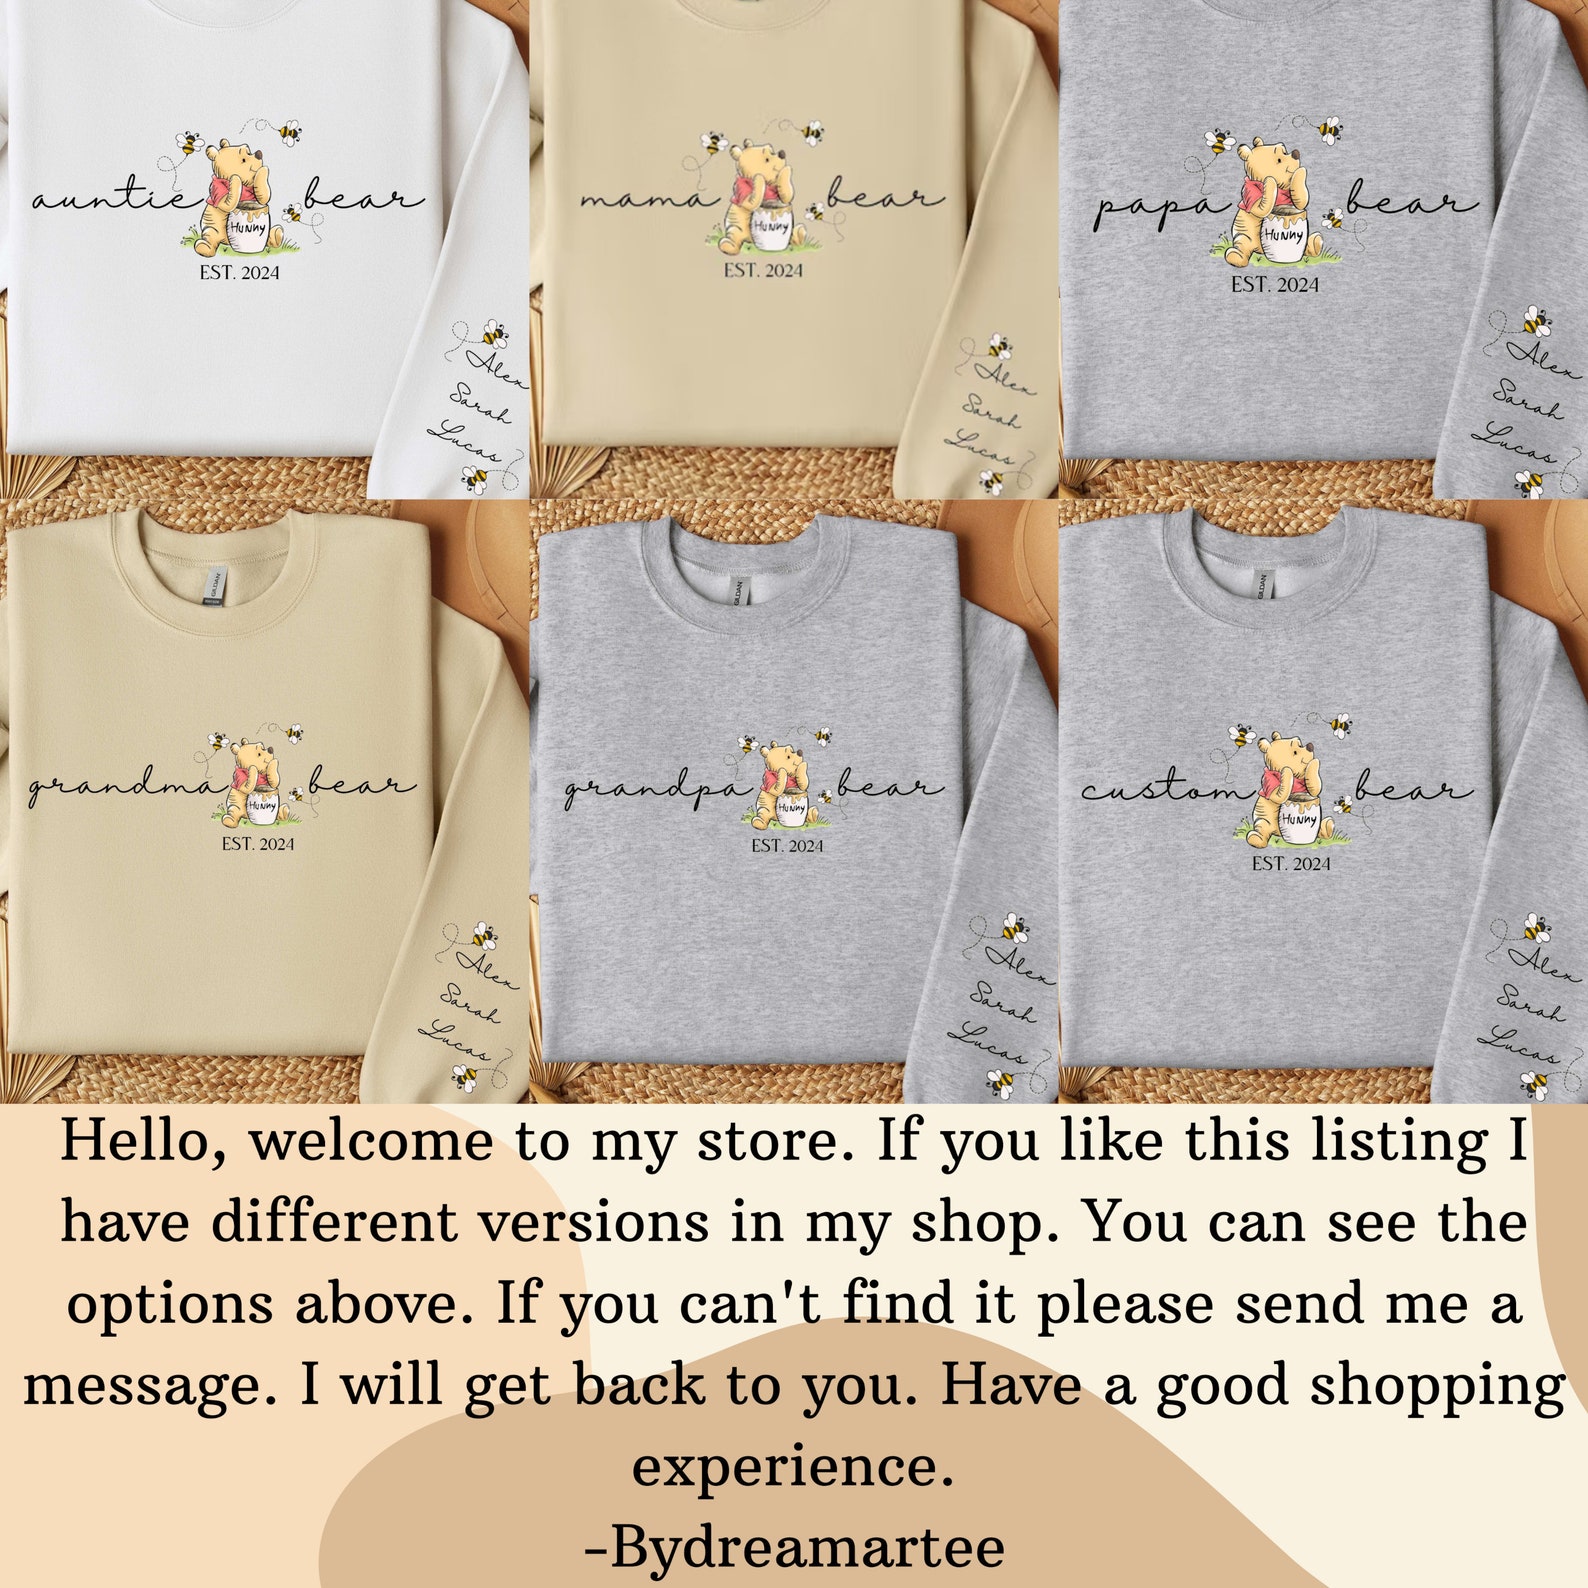 auntie bear
HUNNY
EST. 2024
Alex
Sarah
Lucas
mama bear
HUNNY
EST. 2024
Alex
Sarah
Lucas
papa bear
HUNNY
EST. 2024
Alex
Sarah
Lucas
GILDAN
grandma bear
HUNNY
EST. 2024
Alex
Sarah
Lucas
GILDAN
grandpa bear
HUNNY
EST. 2024
Alex
Sarah
Lucas
GILDAN
custom bear
HUNNY
EST. 2024
Alex
Sarah
Lucas
Hello, welcome to my store. If you like this listing I
have different versions in my shop. You can see the
options above. If you can't find it please send me a
message. I will get back to you. Have a good shopping
experience.
-Bydreamartee